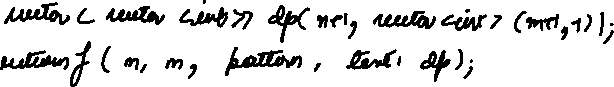 vector < vector <int>> dp(n+1, vector <int> (m+1, -1));
return f ( n, m, pattern, text, dp);